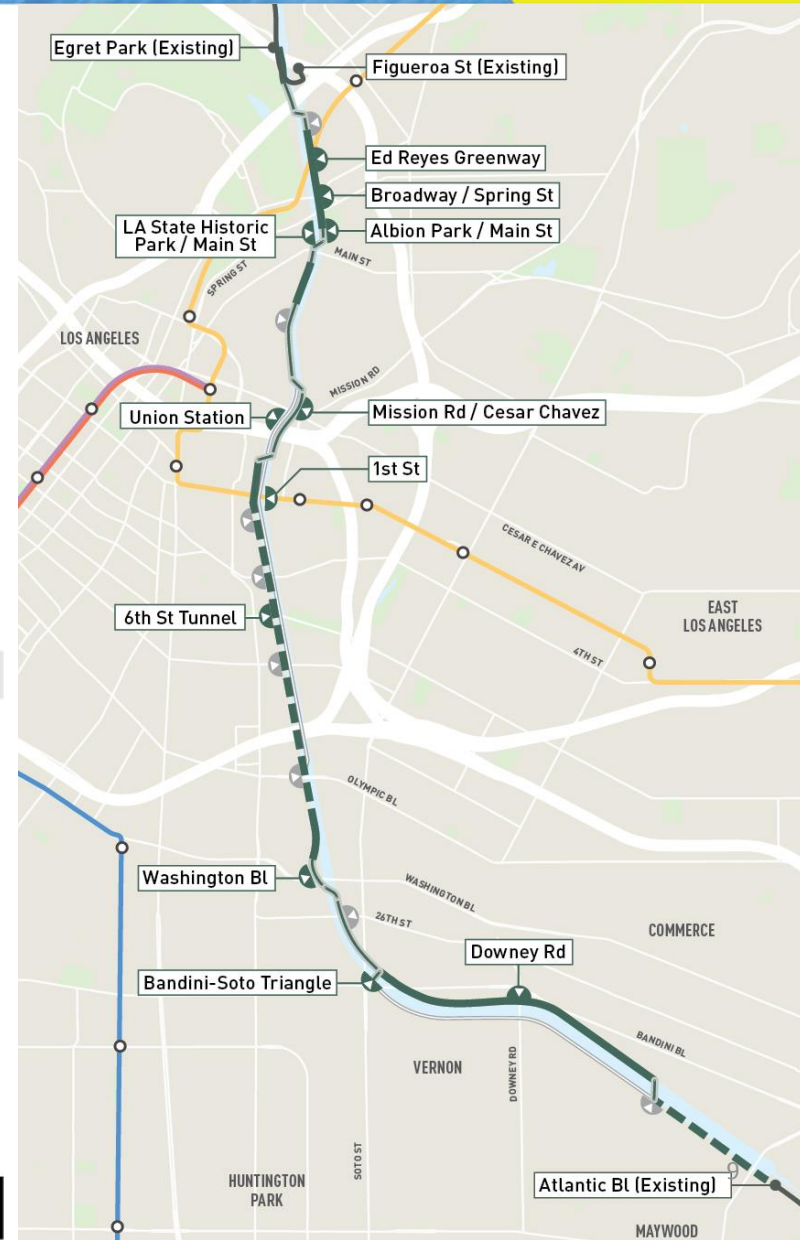 Egret Park (Existing)
Figueroa St (Existing)
Ed Reyes Greenway
Broadway / Spring St
LA State Historic
Park / Main St
Albion Park / Main St
MAIN ST
SPRING ST
LOS ANGELES
MISSION RD
Union Station
Mission Rd / Cesar Chavez
1st St
CESAR E CHAVEZ AV
EAST
LOS ANGELES
6th St Tunnel
4TH ST
OLYMPIC BL
Washington Bl
WASHINGTON BL
26TH ST
COMMERCE
Downey Rd
Bandini-Soto Triangle
BANDINI BL
VERNON
DOWNEY RD
SOTO ST
9
HUNTINGTON
PARK
Atlantic Bl (Existing)
MAYWOOD